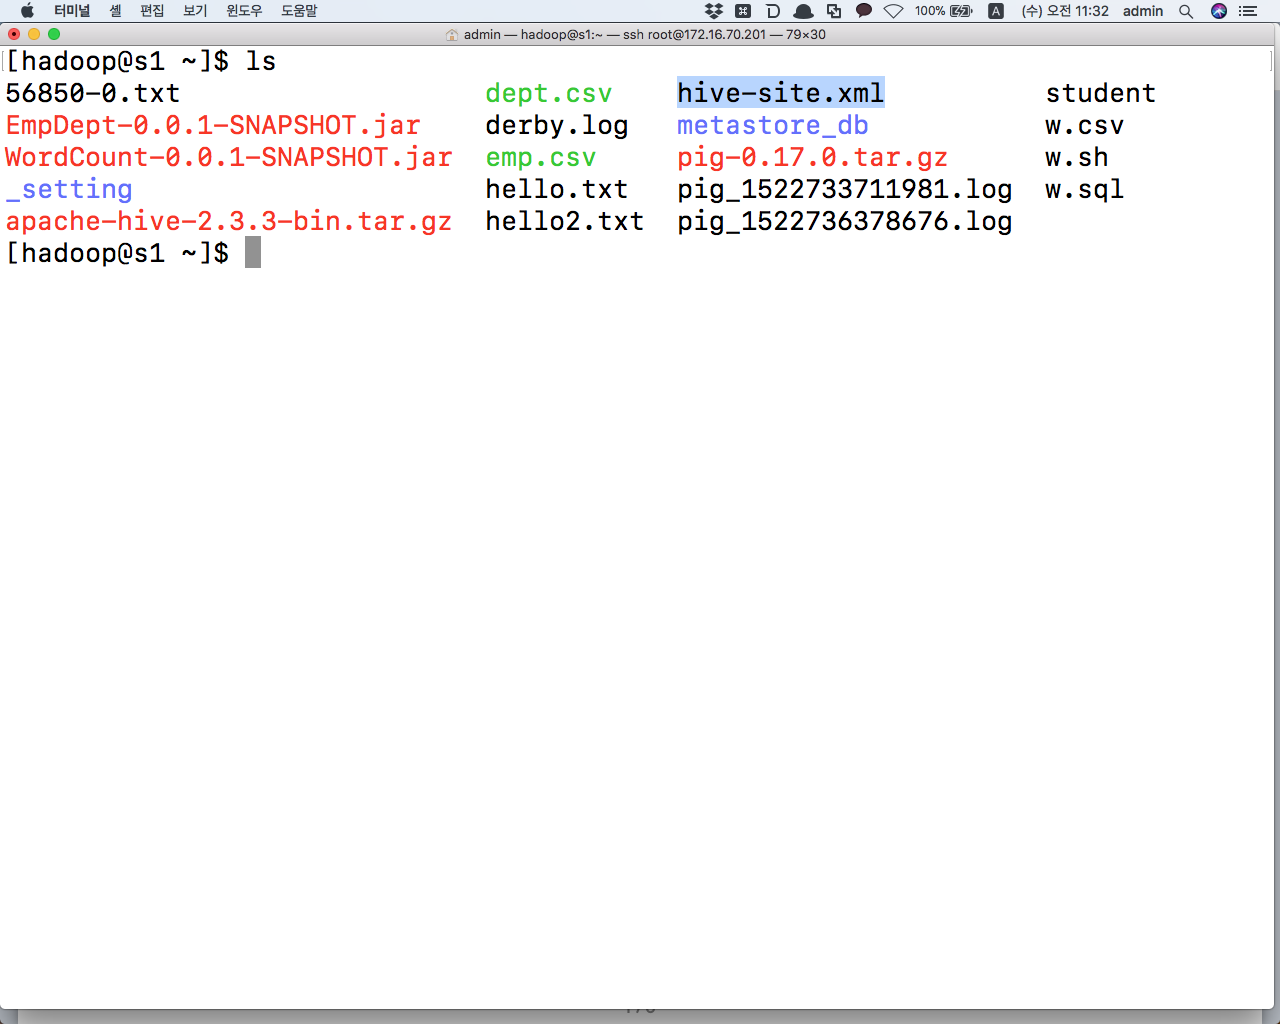 터미널 셸 편집 보기 윈도우 도움말 100% A (수) 오전 11:32 admin
admin — hadoop@s1:~ — ssh root@172.16.70.201 — 79×30
[hadoop@s1 ~]$ ls
56850-0.txt dept.csv hive-site.xml student
EmpDept-0.0.1-SNAPSHOT.jar derby.log metastore_db w.csv
WordCount-0.0.1-SNAPSHOT.jar emp.csv pig-0.17.0.tar.gz w.sh
_setting hello.txt pig_1522733711981.log w.sql
apache-hive-2.3.3-bin.tar.gz hello2.txt pig_1522736378676.log
[hadoop@s1 ~]$